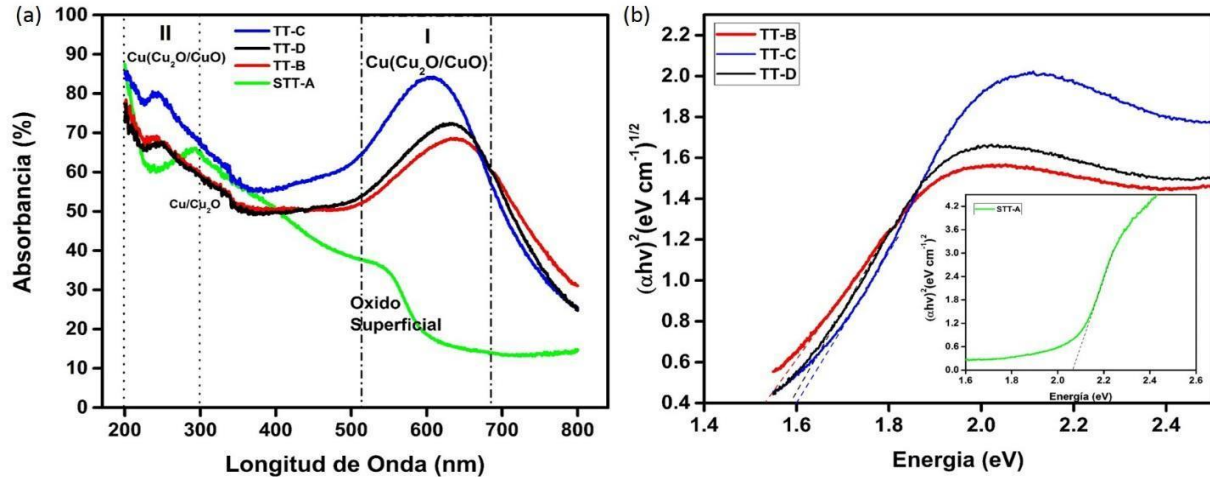 (a)
100
90
80
70
60
50
40
30
20
10
0
Absorbancia (%)
II
Cu(Cu₂O/CuO)
TT-C
TT-D
TT-B
STT-A
I
Cu(Cu₂O/CuO)
Cu/Cu₂O
Oxido
Superficial
200 300 400 500 600 700 800
Longitud de Onda (nm)
(b)
2.2
2.0
1.8
1.6
1.4
1.2
1.0
0.8
0.6
0.4
(αhv)²(eV cm⁻¹)¹/²
TT-B
TT-C
TT-D
1.4 1.6 1.8 2.0 2.2 2.4
Energia (eV)
STT-A
4.2
3.6
3.0
2.4
1.8
1.2
0.6
0.0
(αhv)²(eV cm⁻¹)²
1.6 1.8 2.0 2.2 2.4 2.6
Energía (eV)